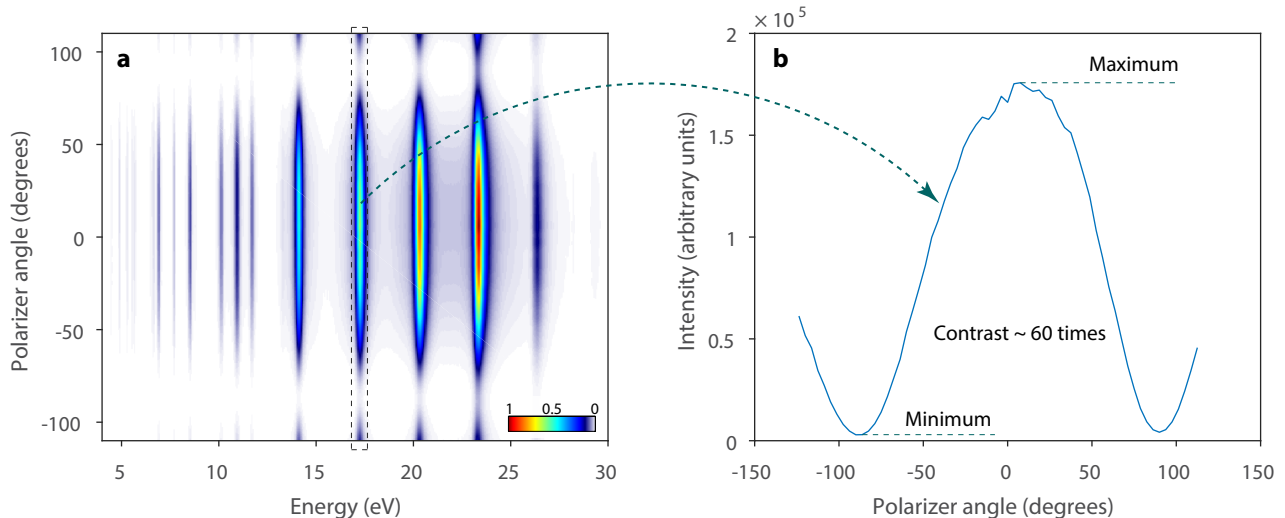 a
100
50
0
-50
-100
Polarizer angle (degrees)
1 0.5 0
5 10 15 20 25 30
Energy (eV)
× 10 5
b
2
1.5
1
0.5
0
Intensity (arbitrary units)
Maximum
Contrast ~ 60 times
Minimum
-150 -100 -50 0 50 100 150
Polarizer angle (degrees)